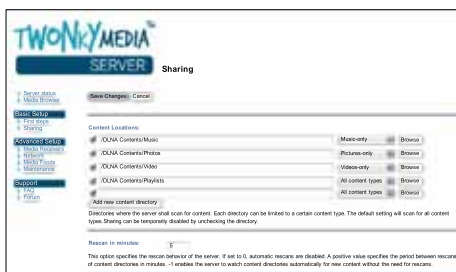 TWONKYMEDIA
SERVER
Sharing
Server status
Media Browser
Save Changes Cancel
Basic Setup
First steps
Sharing
Content Locations:
/DLNA Contents/Music Music-only Browse
Advanced Setup
/DLNA Contents/Photos Pictures-only Browse
Media Receivers
Network
/DLNA Contents/Video Videos-only Browse
Media Feeds
Maintenance
/DLNA Contents/Playlists All content types Browse
Support
All content types Browse
FAQ
Forum
Add new content directory
Directories where the server shall scan for content. Each directory can be limited to a certain content type. The default setting will scan for all content
types. Sharing can be temporarily disabled by unchecking the directory.
Rescan in minutes: 5
This option specifies the rescan behavior of the server. If set to 0, automatic rescans are disabled. A positive value specifies the period between rescans
of content directories in minutes. -1 enables the server to watch content directories automatically for new content without the need for rescans.